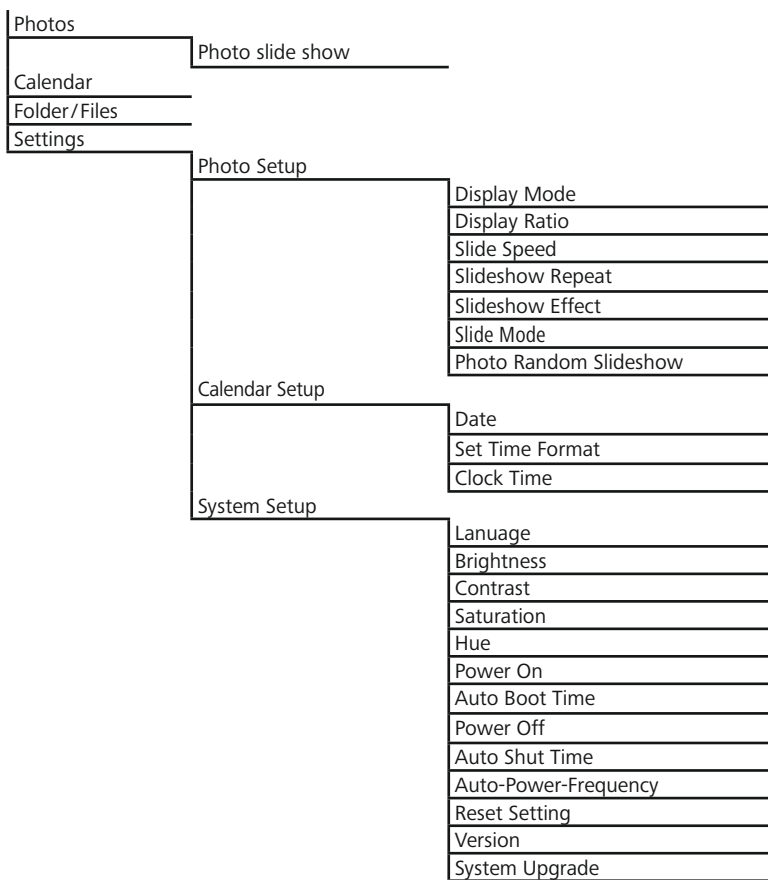 Photos
Photo slide show
Calendar
Folder/Files
Settings
Photo Setup
Display Mode
Display Ratio
Slide Speed
Slideshow Repeat
Slideshow Effect
Slide Mode
Photo Random Slideshow
Calendar Setup
Date
Set Time Format
Clock Time
System Setup
Lanuage
Brightness
Contrast
Saturation
Hue
Power On
Auto Boot Time
Power Off
Auto Shut Time
Auto-Power-Frequency
Reset Setting
Version
System Upgrade